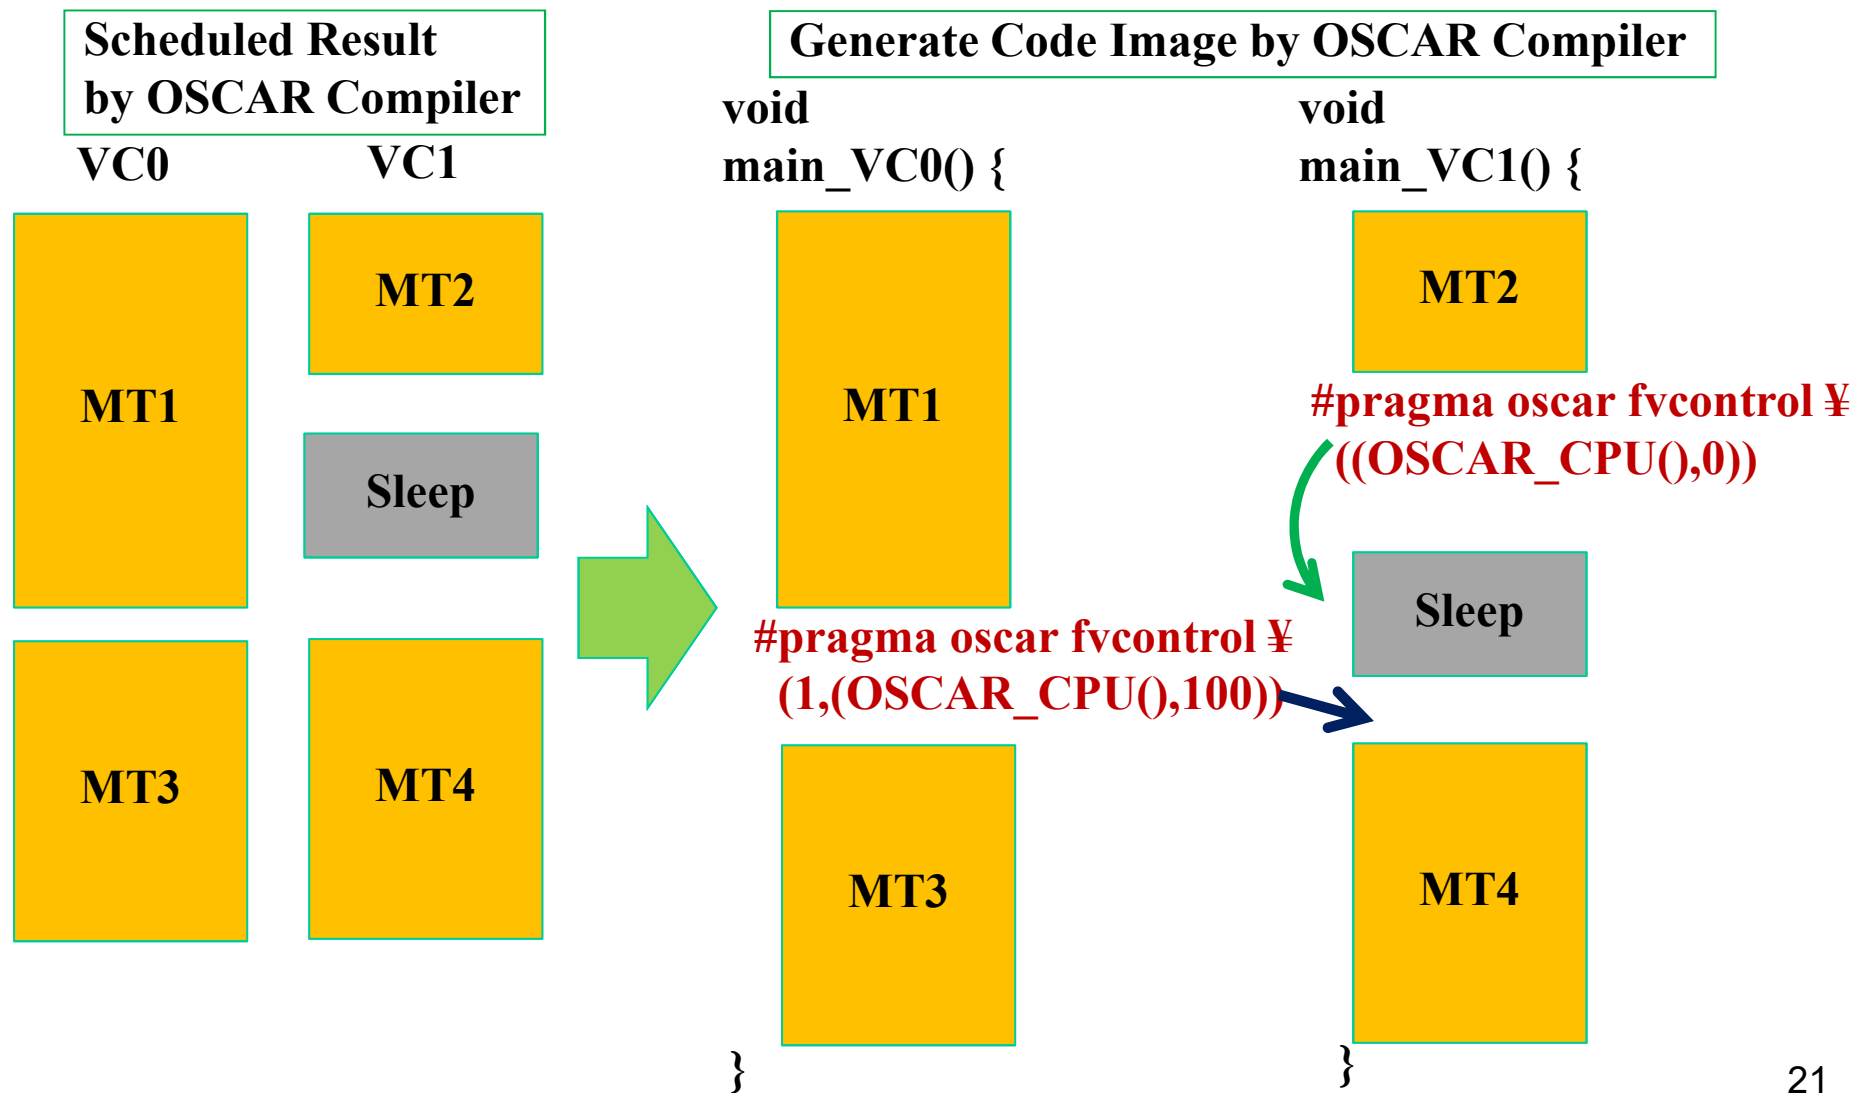 Scheduled Result
by OSCAR Compiler
VC0
VC1
MT1
MT2
Sleep
MT3
MT4
Generate Code Image by OSCAR Compiler
void
main_VC0() {
MT1
#pragma oscar fvcontrol ¥
(1,(OSCAR_CPU(),100))
MT3
}
void
main_VC1() {
MT2
#pragma oscar fvcontrol ¥
((OSCAR_CPU(),0))
Sleep
MT4
}
21